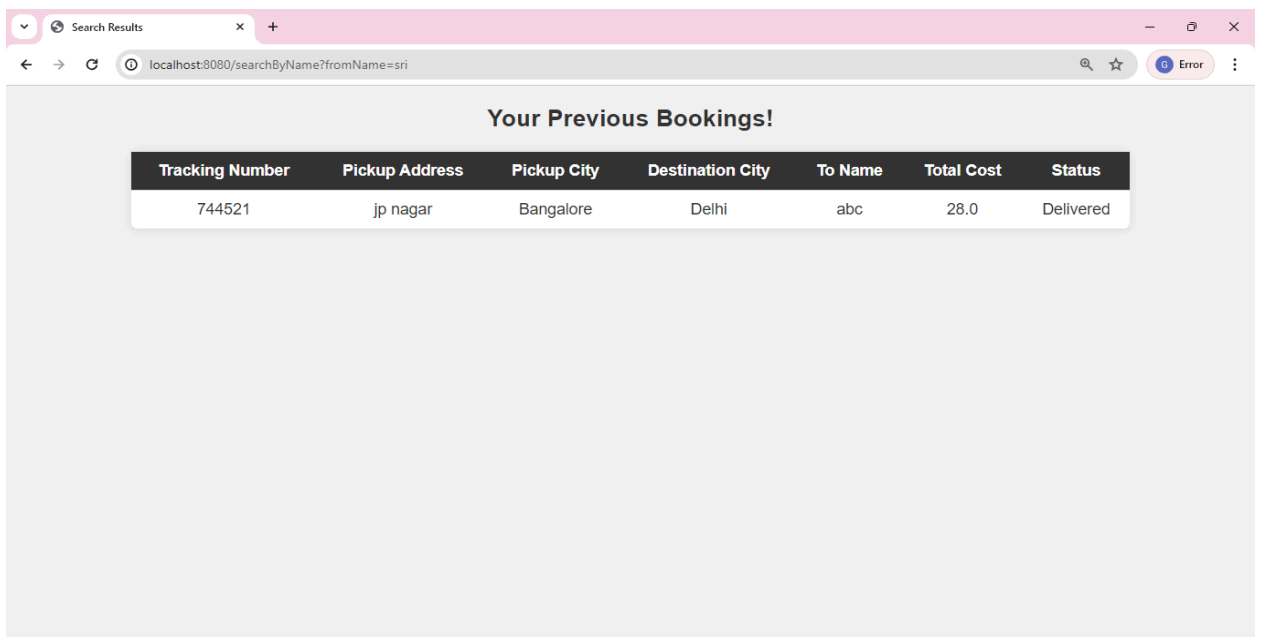 Search Results
localhost:8080/searchByName?fromName=sri
G Error
Your Previous Bookings!
Tracking Number Pickup Address Pickup City Destination City To Name Total Cost Status
744521 jp nagar Bangalore Delhi abc 28.0 Delivered